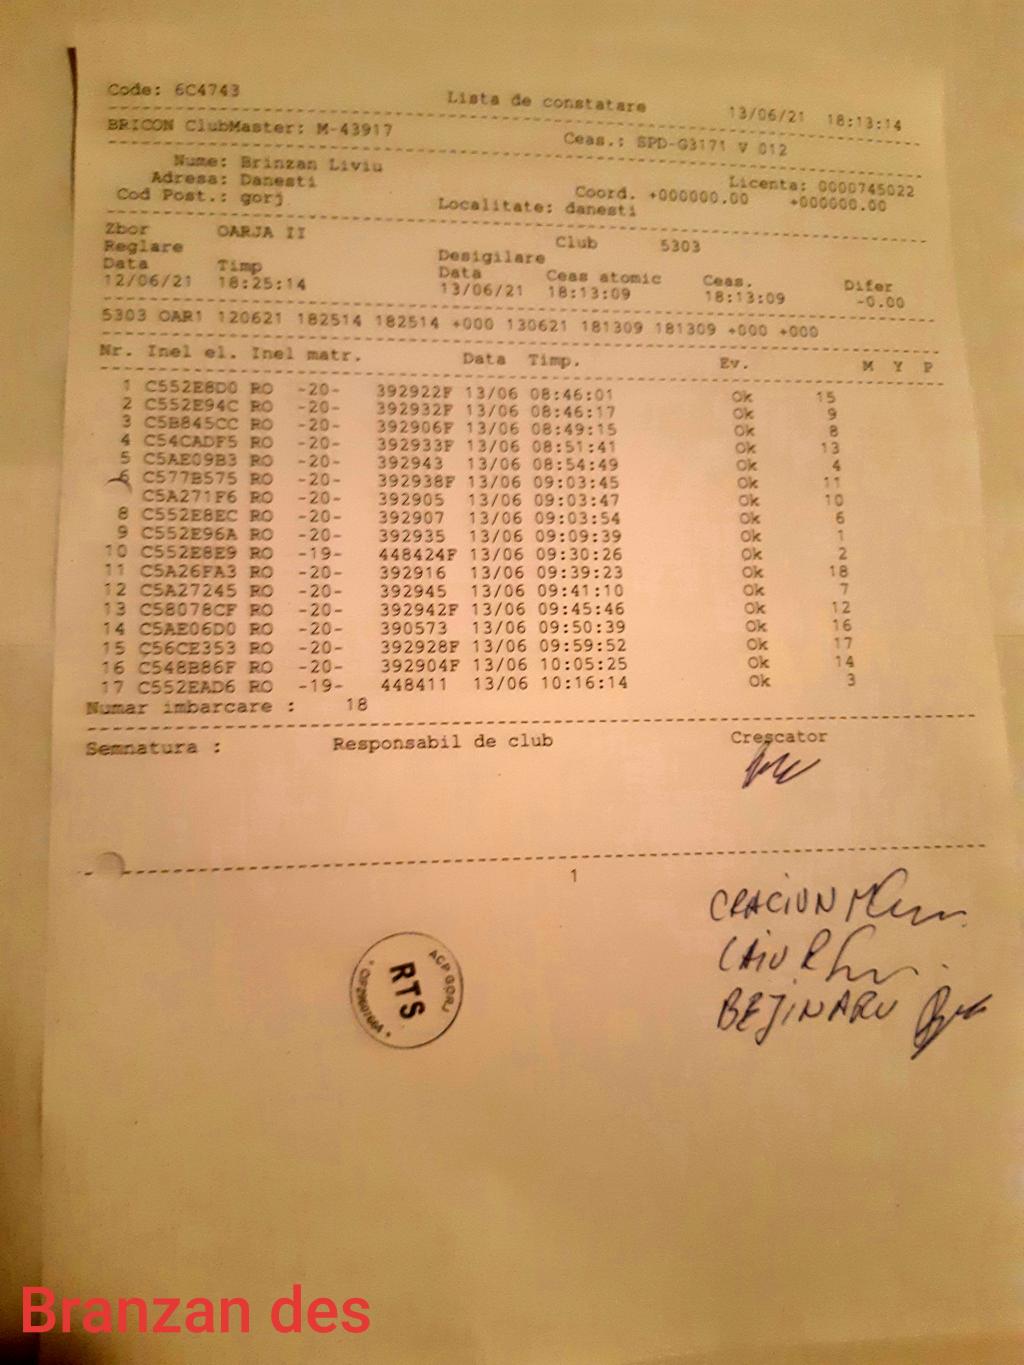 Code: 6C4743 Lista de constatare 13/06/21 18:13:14
BRICON ClubMaster: M-43917 Ceas.: SPD-G3171 V 012
Nume: Brinzan Liviu Licenta: 0000745022
Adresa: Danesti Coord. +000000.00 +000000.00
Cod Post.: gorj Localitate: danesti
Zbor OARJA II Club 5303
Reglare Desigilare
Data Timp Data Ceas atomic Ceas. Difer
12/06/21 18:25:14 13/06/21 18:13:09 18:13:09 -0.00
5303 OAR1 120621 182514 182514 +000 130621 181309 181309 +000 +000
Nr. Inel el. Inel matr. Data Timp. Ev. M Y P
1 C552E8D0 RO -20- 392922F 13/06 08:46:01 Ok 15
2 C552E94C RO -20- 392932F 13/06 08:46:17 Ok 9
3 C5B845CC RO -20- 392906F 13/06 08:49:15 Ok 8
4 C54CADF5 RO -20- 392933F 13/06 08:51:41 Ok 13
5 C5AE09B3 RO -20- 392943 13/06 08:54:49 Ok 4
6 C577B575 RO -20- 392938F 13/06 09:03:45 Ok 11
C5A271F6 RO -20- 392905 13/06 09:03:47 Ok 10
8 C552E8EC RO -20- 392907 13/06 09:03:54 Ok 6
9 C552E96A RO -20- 392935 13/06 09:09:39 Ok 1
10 C552E8E9 RO -19- 448424F 13/06 09:30:26 Ok 2
11 C5A26FA3 RO -20- 392916 13/06 09:39:23 Ok 18
12 C5A27245 RO -20- 392945 13/06 09:41:10 Ok 7
13 C58078CF RO -20- 392942F 13/06 09:45:46 Ok 12
14 C5AE06D0 RO -20- 390573 13/06 09:50:39 Ok 16
15 C56CE353 RO -20- 392928F 13/06 09:59:52 Ok 17
16 C548B86F RO -20- 392904F 13/06 10:05:25 Ok 14
17 C552EAD6 RO -19- 448411 13/06 10:16:14 Ok 3
Numar imbarcare : 18
Semnatura : Responsabil de club Crescator
1
CRACIUN
CAIU R
BEJINARU
ACP GORJ
RTS
Branzan des